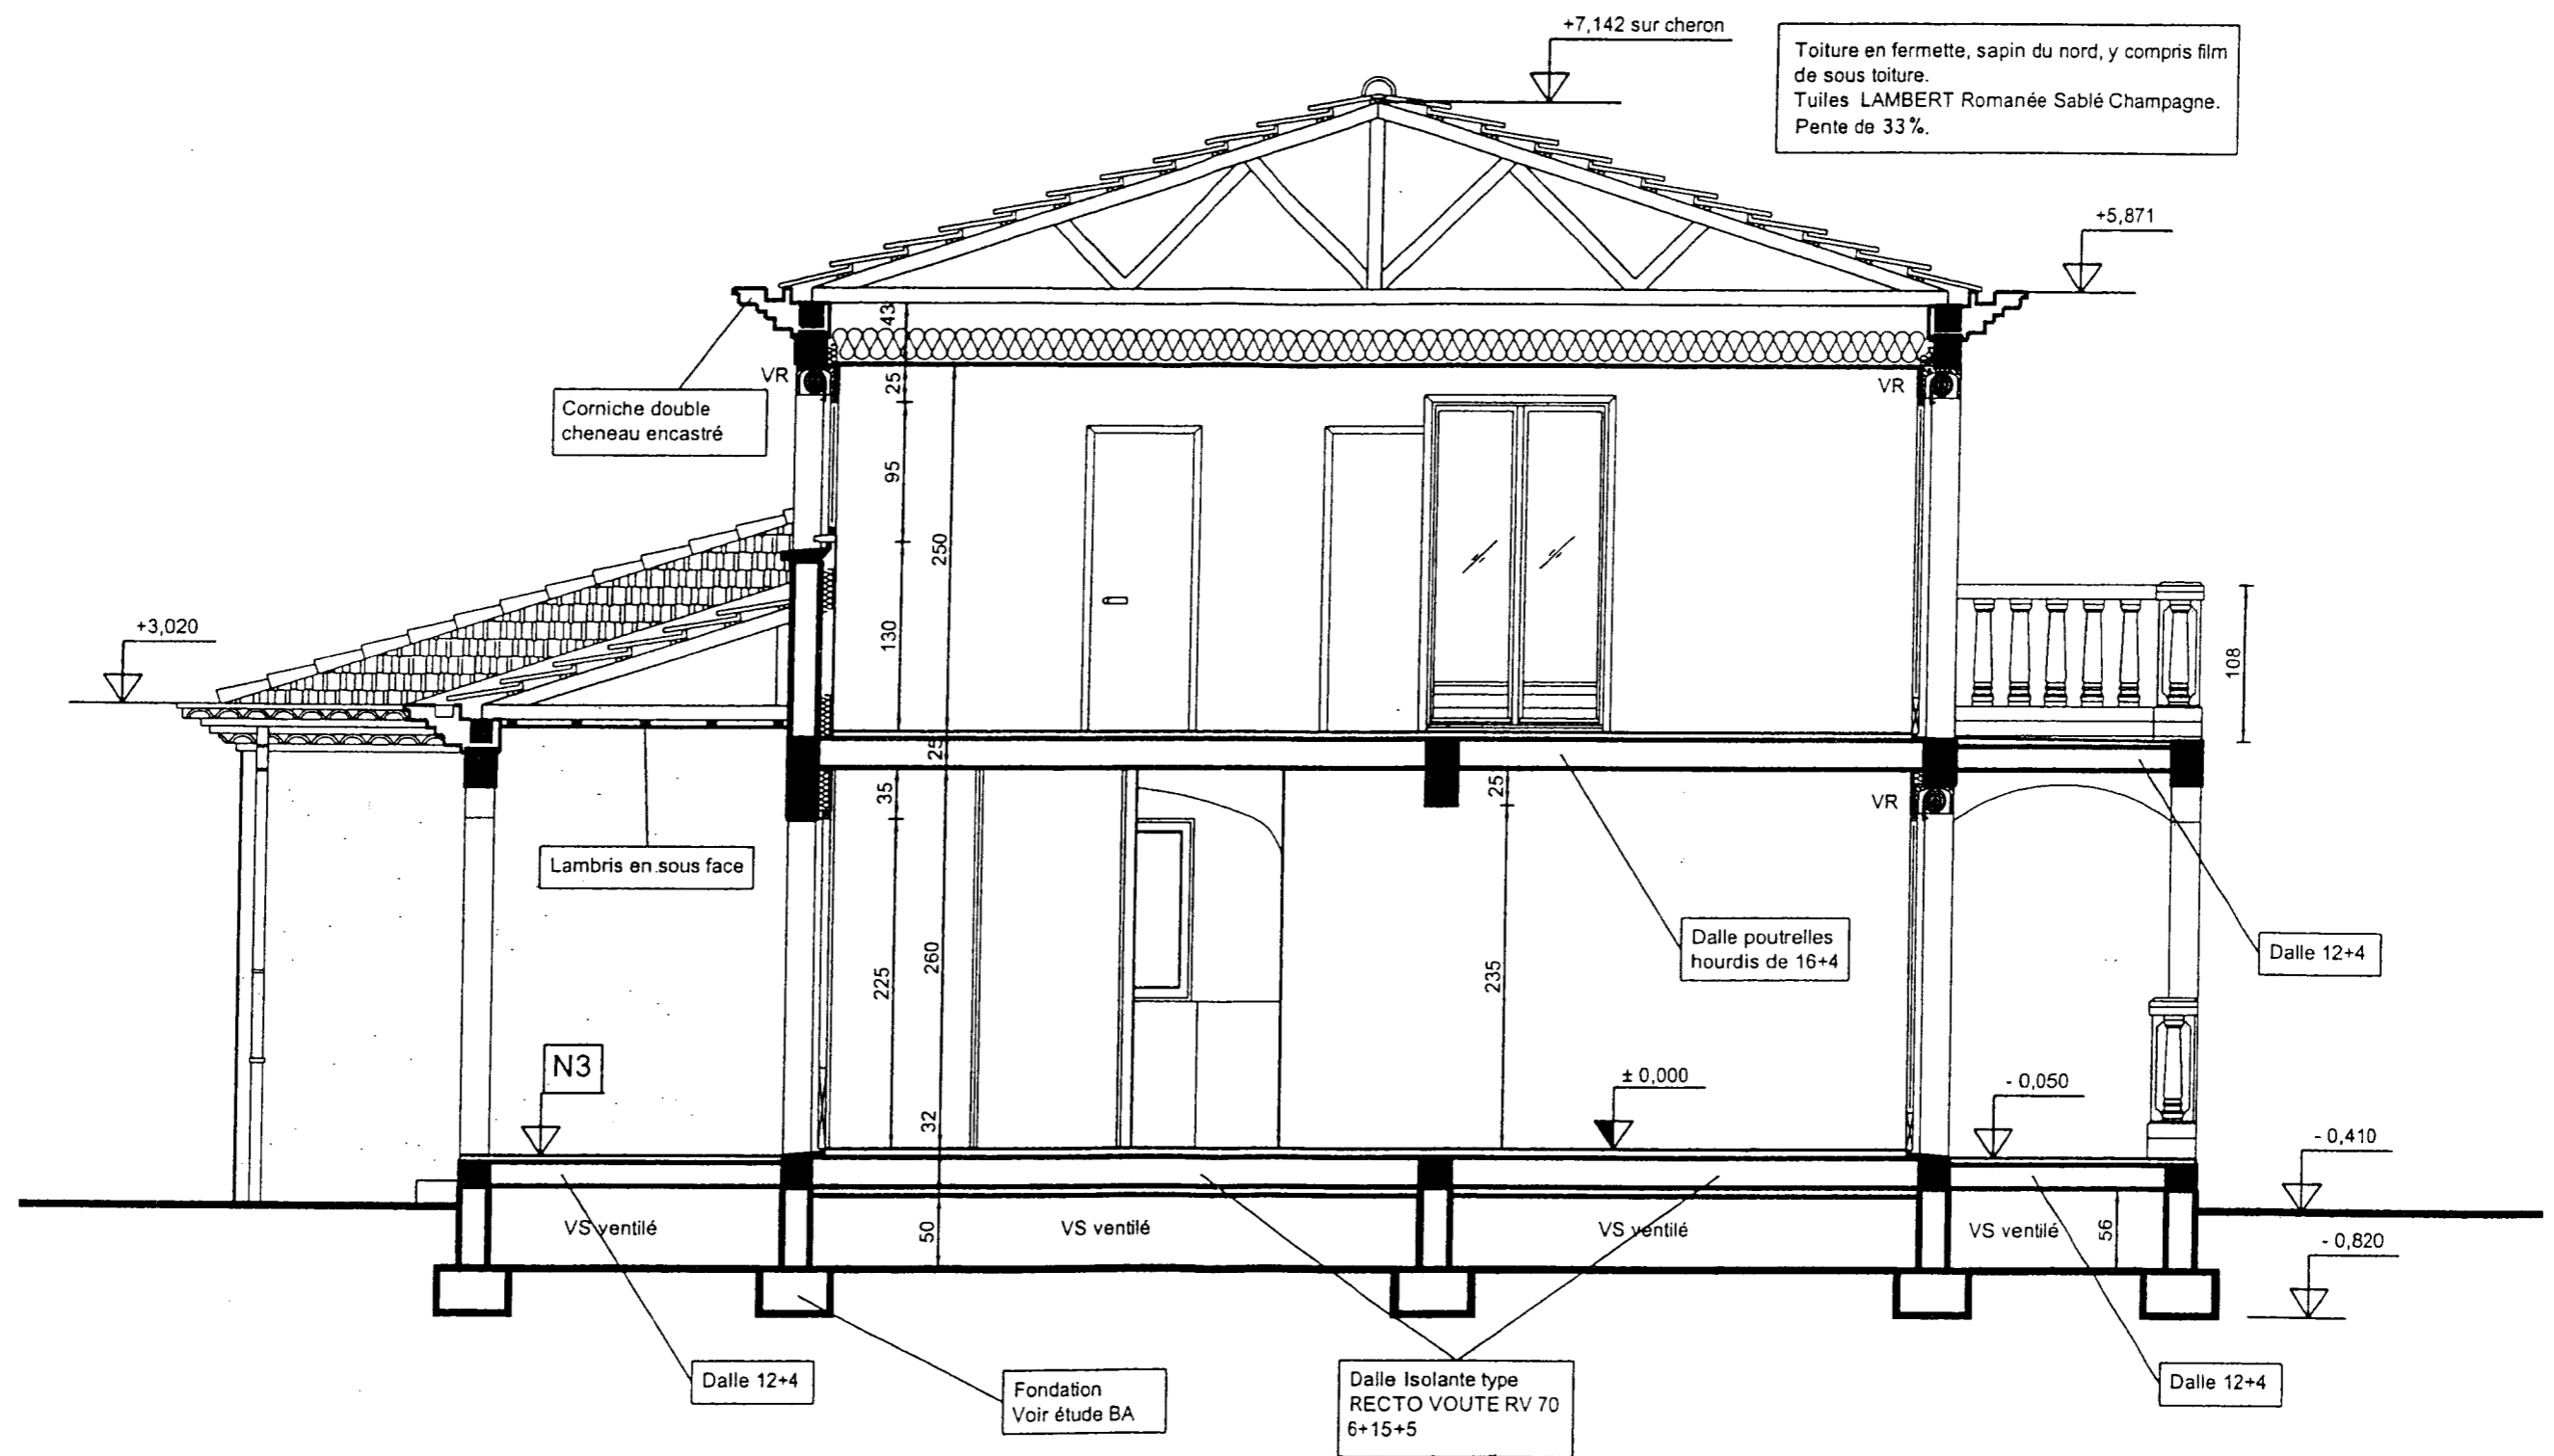 +7,142 sur cheron
Toiture en fermette, sapin du nord, y compris film
de sous toiture.
Tuiles LAMBERT Romanée Sablé Champagne.
Pente de 33%.
+5,871
43
VR
25
VR
Corniche double
cheneau encastré
95
250
+3,020
130
108
25
35
25
VR
Lambris en sous face
Dalle poutrelles
hourdis de 16+4
Dalle 12+4
225
260
235
N3
± 0,000
- 0,050
32
- 0,410
VS ventilé
50
VS ventilé
VS ventilé
VS ventilé
56
- 0,820
Dalle 12+4
Fondation
Voir étude BA
Dalle Isolante type
RECTO VOUTE RV 70
6+15+5
Dalle 12+4